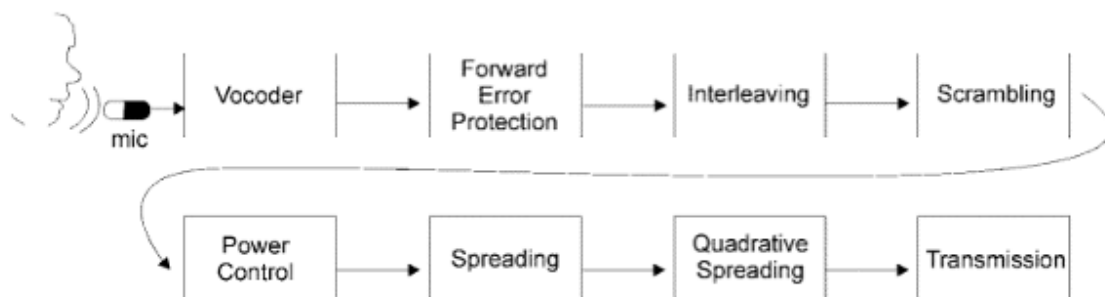 mic
Vocoder
Forward
Error
Protection
Interleaving
Scrambling
Power
Control
Spreading
Quadrative
Spreading
Transmission